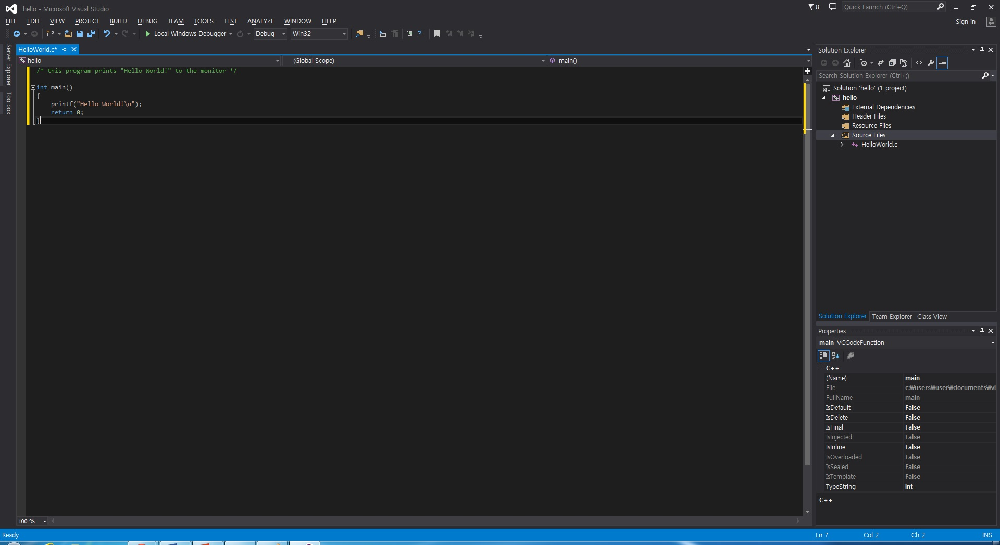 hello - Microsoft Visual Studio
8
Quick Launch (Ctrl+Q)
FILE EDIT VIEW PROJECT BUILD DEBUG TEAM TOOLS TEST ANALYZE WINDOW HELP
Sign in
Local Windows Debugger Debug Win32
Server Explorer
Toolbox
HelloWorld.c*
hello (Global Scope) main()
/* this program prints "Hello World!" to the monitor */
int main()
{
printf("Hello World!\n");
return 0;
}
100 %
Solution Explorer
Search Solution Explorer (Ctrl+;)
Solution 'hello' (1 project)
hello
External Dependencies
Header Files
Resource Files
Source Files
HelloWorld.c
Solution Explorer Team Explorer Class View
Properties
main VCCodeFunction
C++
(Name) main
File c:₩users₩user₩documents₩vi
FullName main
IsDefault False
IsDelete False
IsFinal False
IsInjected False
IsInline False
IsOverloaded False
IsSealed False
IsTemplate False
TypeString int
C++
Ready Ln 7 Col 2 Ch 2 INS